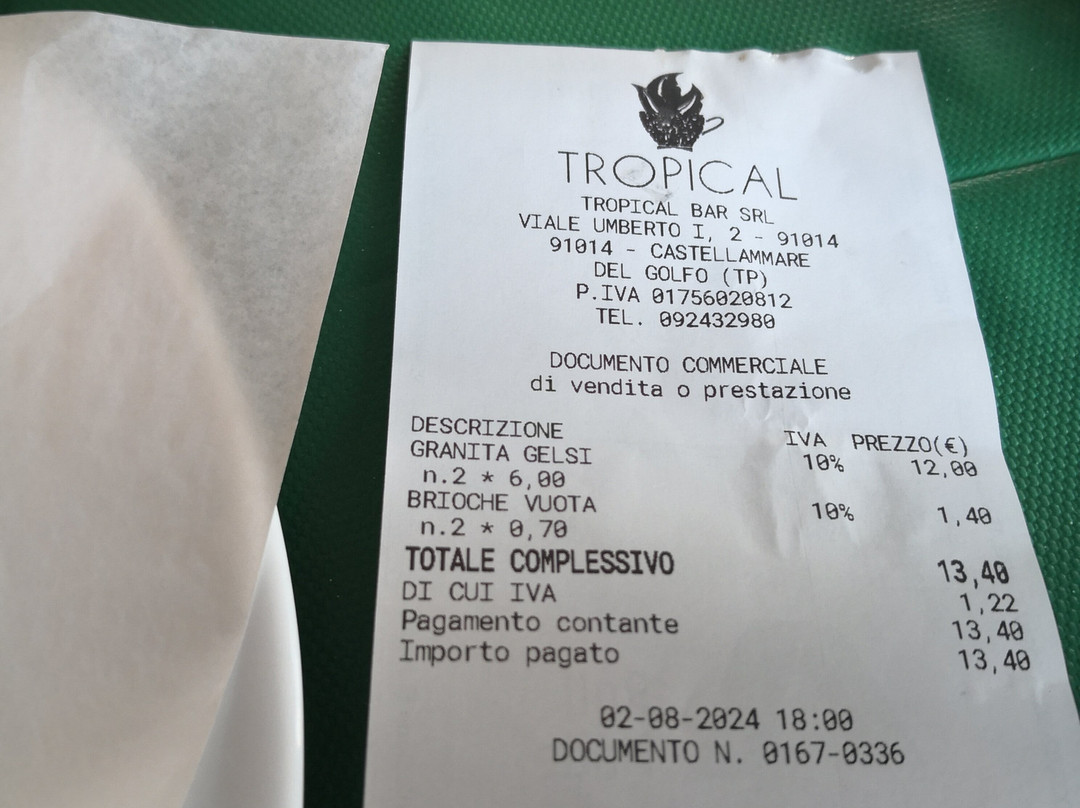 TROPICAL
TROPICAL BAR SRL
VIALE UMBERTO I, 2 - 91014
91014 - CASTELLAMMARE
DEL GOLFO (TP)
P.IVA 01756020812
TEL. 092432980
DOCUMENTO COMMERCIALE
di vendita o prestazione
DESCRIZIONE IVA PREZZO(€)
GRANITA GELSI 10% 12,00
n.2 * 6,00
BRIOCHE VUOTA 10% 1,40
n.2 * 0,70
TOTALE COMPLESSIVO 13,40
DI CUI IVA 1,22
Pagamento contante 13,40
Importo pagato 13,40
02-08-2024 18:00
DOCUMENTO N. 0167-0336